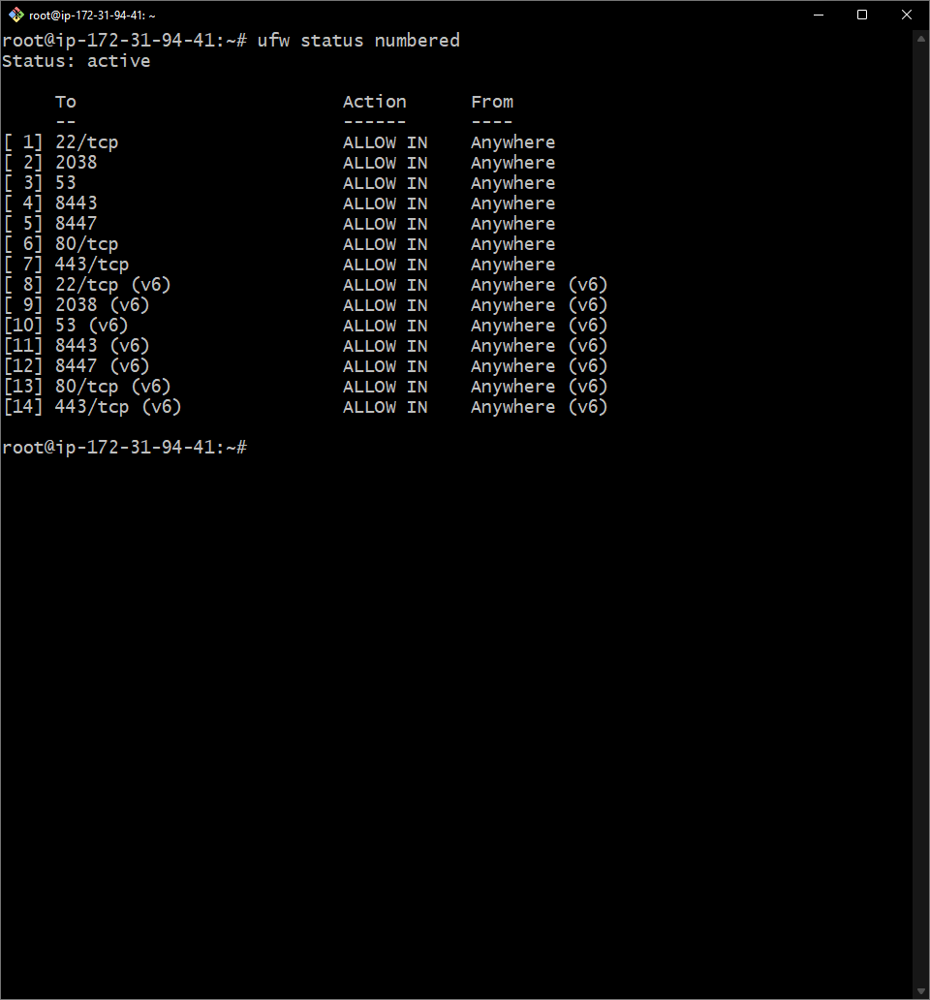 root@ip-172-31-94-41: ~
root@ip-172-31-94-41:~# ufw status numbered
Status: active

     To                         Action      From
     --                         ------      ----
[ 1] 22/tcp                     ALLOW IN    Anywhere
[ 2] 2038                       ALLOW IN    Anywhere
[ 3] 53                         ALLOW IN    Anywhere
[ 4] 8443                       ALLOW IN    Anywhere
[ 5] 8447                       ALLOW IN    Anywhere
[ 6] 80/tcp                     ALLOW IN    Anywhere
[ 7] 443/tcp                    ALLOW IN    Anywhere
[ 8] 22/tcp (v6)                ALLOW IN    Anywhere (v6)
[ 9] 2038 (v6)                  ALLOW IN    Anywhere (v6)
[10] 53 (v6)                    ALLOW IN    Anywhere (v6)
[11] 8443 (v6)                  ALLOW IN    Anywhere (v6)
[12] 8447 (v6)                  ALLOW IN    Anywhere (v6)
[13] 80/tcp (v6)                ALLOW IN    Anywhere (v6)
[14] 443/tcp (v6)               ALLOW IN    Anywhere (v6)

root@ip-172-31-94-41:~#